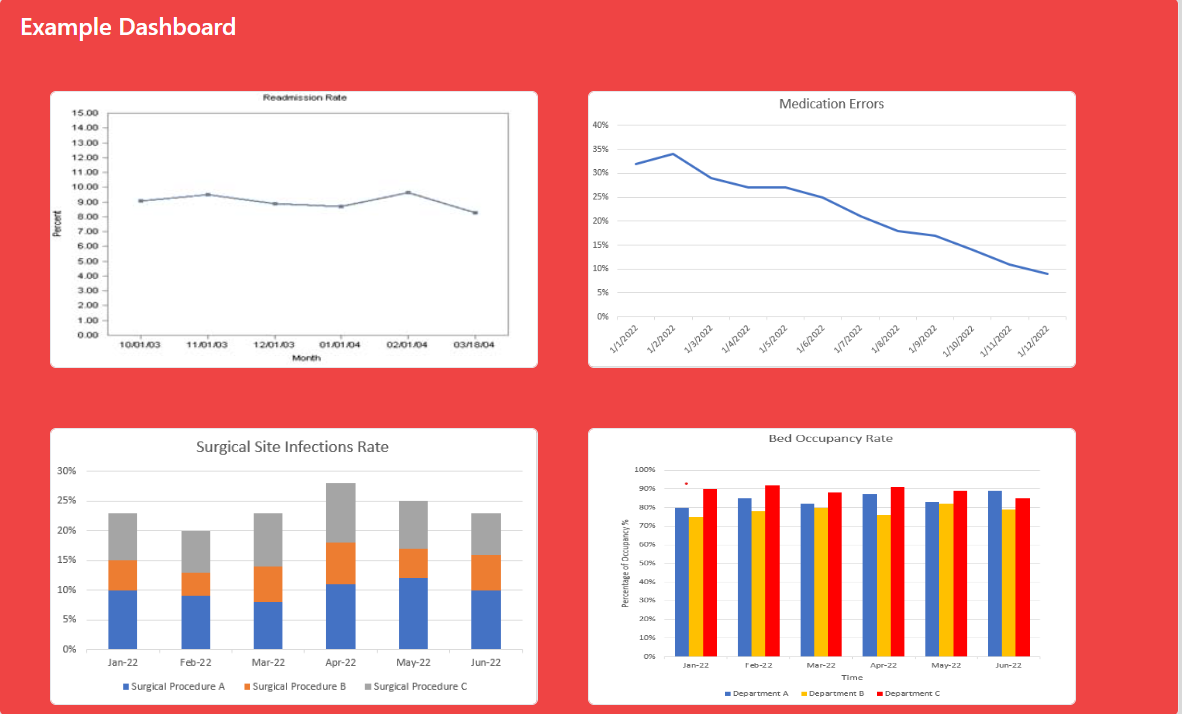 Example Dashboard
Readmission Rate
15.00
14.00
13.00
12.00
11.00
10.00
9.00
8.00
7.00
6.00
5.00
4.00
3.00
2.00
1.00
0.00
Percent
10/01/03 11/01/03 12/01/03 01/01/04 02/01/04 03/18/04
Month
Medication Errors
40%
35%
30%
25%
20%
15%
10%
5%
0%
1/1/2022 1/2/2022 1/3/2022 1/4/2022 1/5/2022 1/6/2022 1/7/2022 1/8/2022 1/9/2022 1/10/2022 1/11/2022 1/12/2022
Surgical Site Infections Rate
30%
25%
20%
15%
10%
5%
0%
Jan-22 Feb-22 Mar-22 Apr-22 May-22 Jun-22
Surgical Procedure A Surgical Procedure B Surgical Procedure C
Bed Occupancy Rate
100%
90%
80%
70%
60%
50%
40%
30%
20%
10%
0%
Percentage of Occupancy %
Jan-22 Feb-22 Mar-22 Apr-22 May-22 Jun-22
Time
Department A Department B Department C